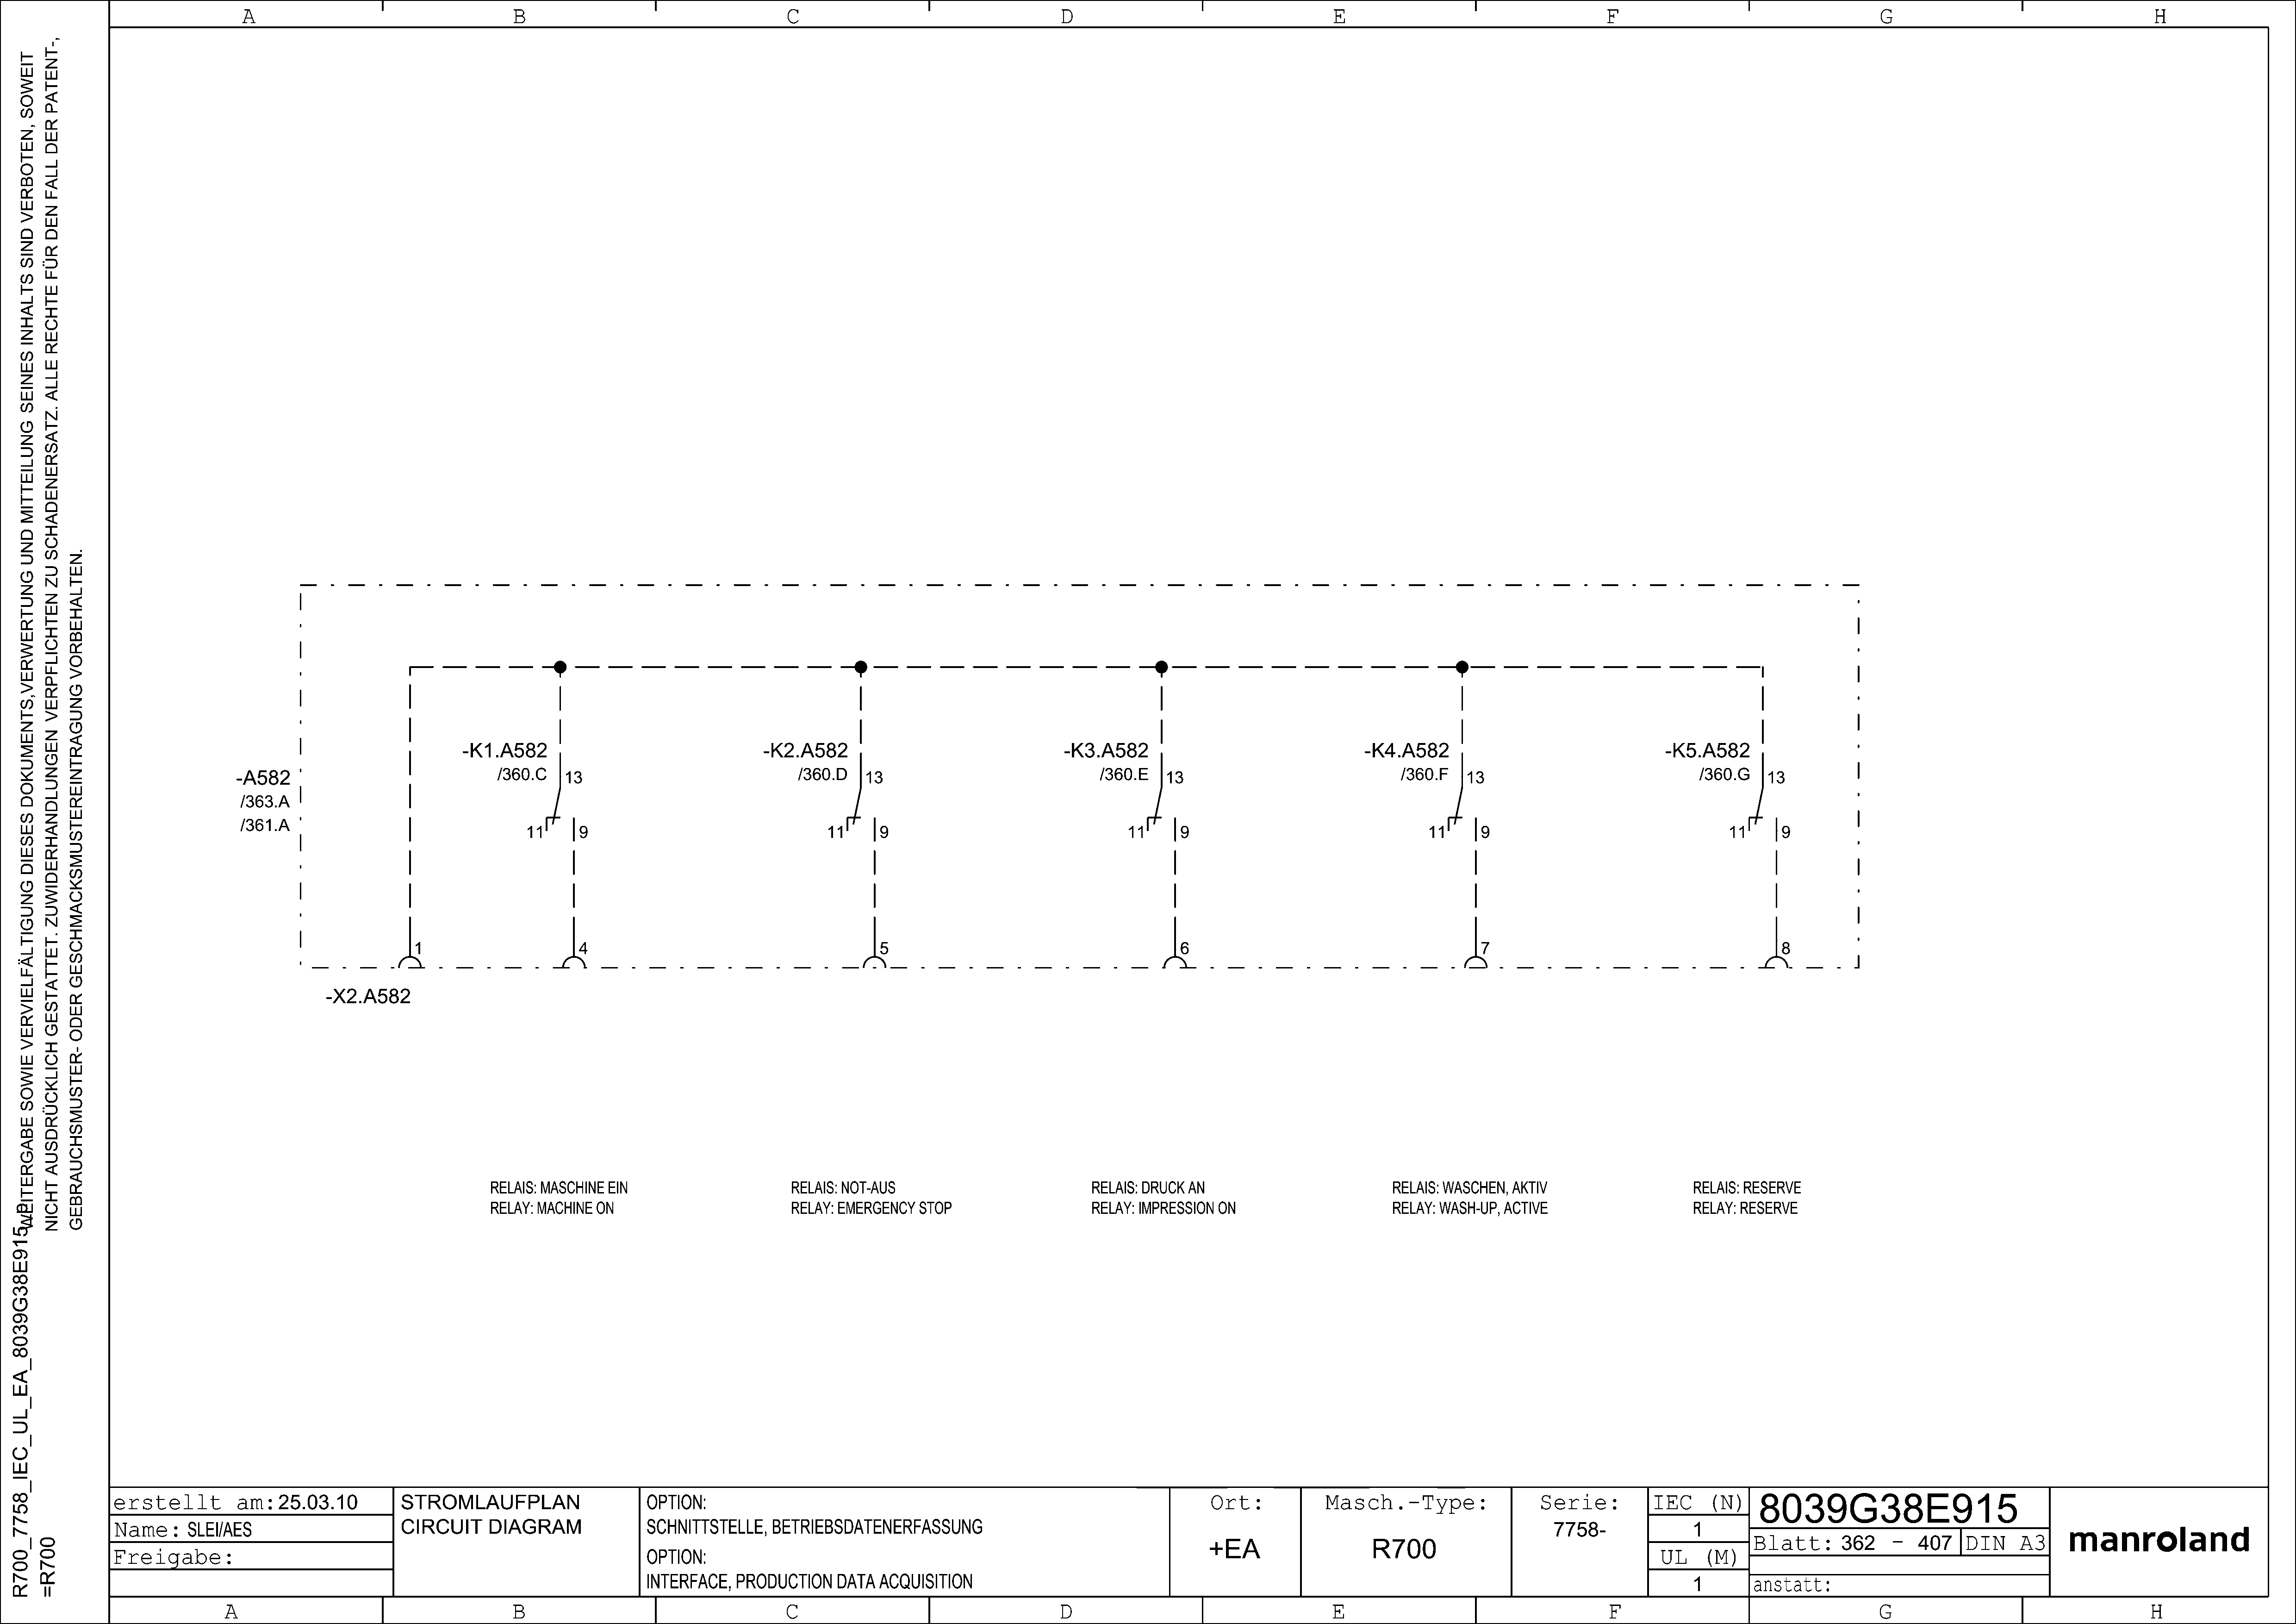 A B C D E F G H
WEITERGABE SOWIE VERVIELFÄLTIGUNG DIESES DOKUMENTS,VERWERTUNG UND MITTEILUNG SEINES INHALTS SIND VERBOTEN, SOWEIT
NICHT AUSDRÜCKLICH GESTATTET. ZUWIDERHANDLUNGEN VERPFLICHTEN ZU SCHADENERSATZ. ALLE RECHTE FÜR DEN FALL DER PATENT-,
GEBRAUCHSMUSTER- ODER GESCHMACKSMUSTEREINTRAGUNG VORBEHALTEN.
R700_7758_IEC_UL_EA_8039G38E915_D
=R700
-K1.A582 -K2.A582 -K3.A582 -K4.A582 -K5.A582
/360.C 13 /360.D 13 /360.E 13 /360.F 13 /360.G 13
-A582
/363.A
/361.A
11 9 11 9 11 9 11 9 11 9
1 4 5 6 7 8
-X2.A582
RELAIS: MASCHINE EIN
RELAY: MACHINE ON
RELAIS: NOT-AUS
RELAY: EMERGENCY STOP
RELAIS: DRUCK AN
RELAY: IMPRESSION ON
RELAIS: WASCHEN, AKTIV
RELAY: WASH-UP, ACTIVE
RELAIS: RESERVE
RELAY: RESERVE
erstellt am: 25.03.10
Name: SLEI/AES
Freigabe:
STROMLAUFPLAN
CIRCUIT DIAGRAM
OPTION:
SCHNITTSTELLE, BETRIEBSDATENERFASSUNG
OPTION:
INTERFACE, PRODUCTION DATA ACQUISITION
Ort:
+EA
Masch.-Type:
R700
Serie:
7758-
IEC (N)
1
UL (M)
1
8039G38E915
Blatt: 362 - 407 DIN A3
anstatt:
manroland
A B C D E F G H